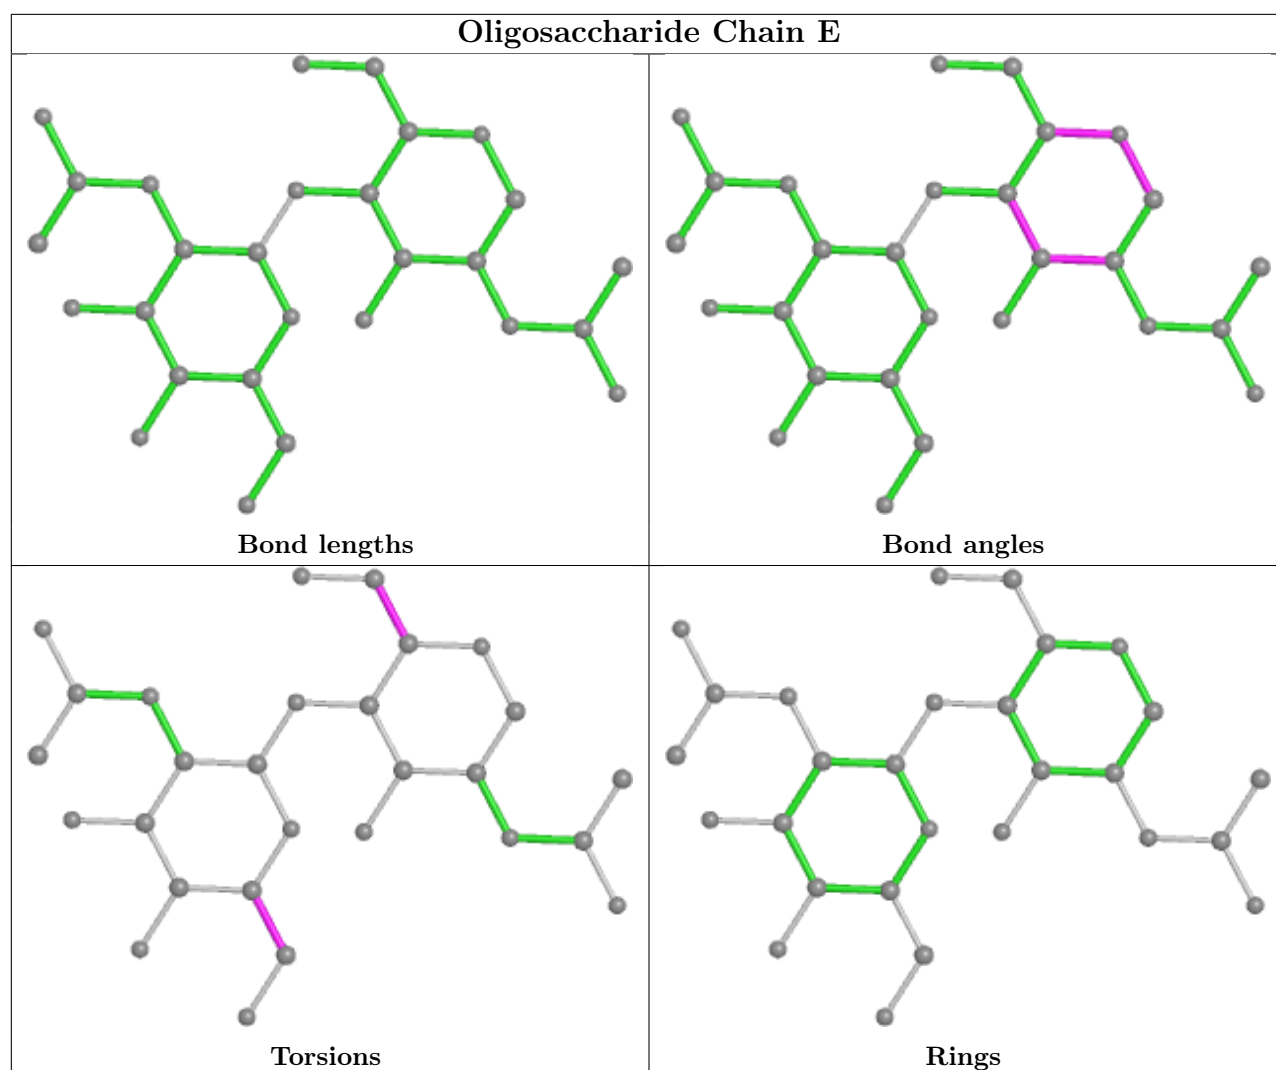 Oligosaccharide Chain E
Bond lengths
Bond angles
Torsions
Rings